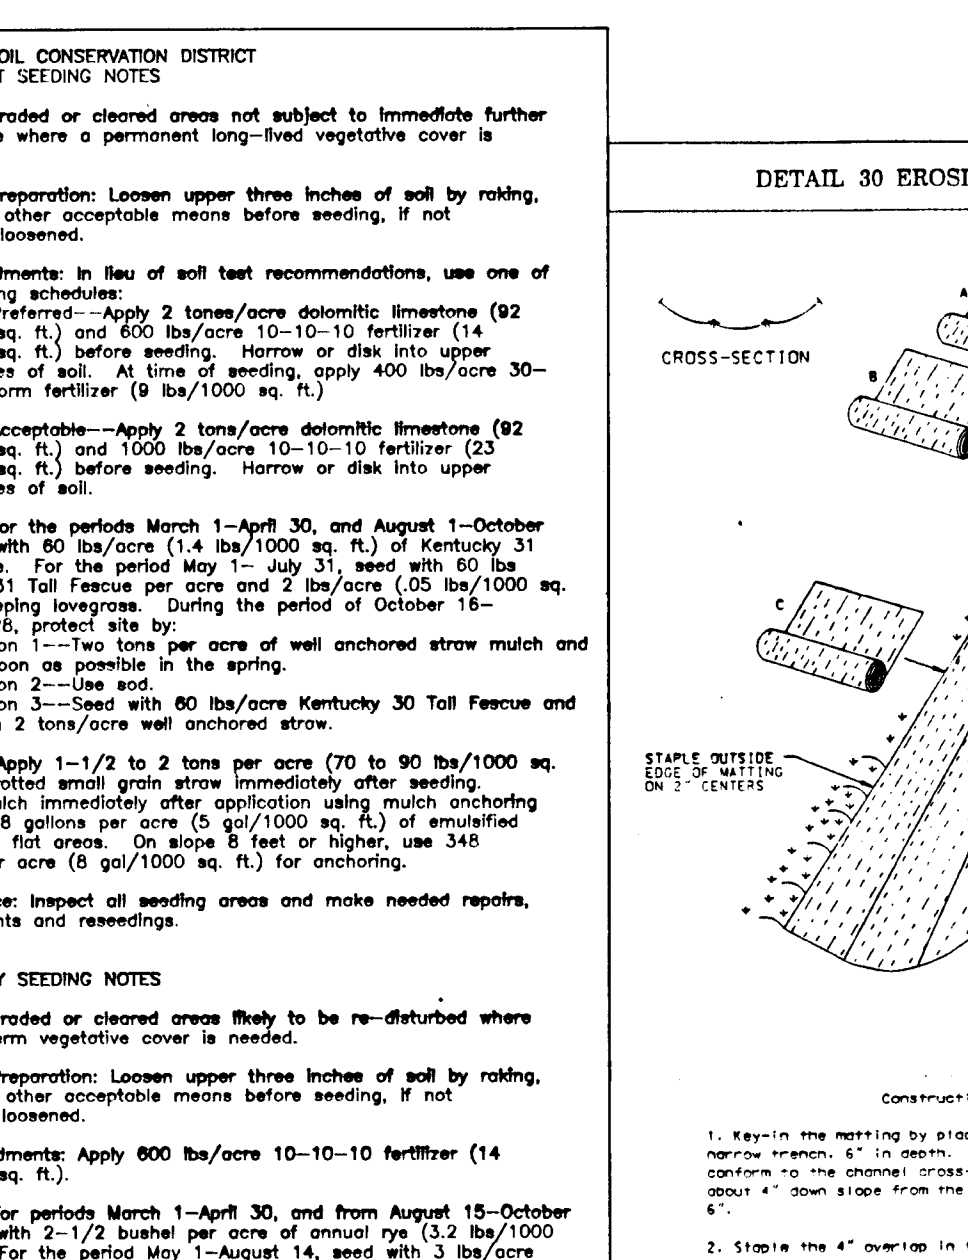 OIL CONSERVATION DISTRICT
T SEEDING NOTES
raded or cleared areas not subject to immediate further
e where a permanent long-lived vegetative cover is
reparation: Loosen upper three inches of soil by raking,
other acceptable means before seeding, if not
loosened.
dments: In lieu of soil test recommendations, use one of
ng schedules:
Preferred--Apply 2 tones/acre dolomitic limestone (92
sq. ft.) and 600 lbs/acre 10-10-10 fertilizer (14
sq. ft.) before seeding. Harrow or disk into upper
es of soil. At time of seeding, apply 400 lbs/acre 30-
orm fertilizer (9 lbs/1000 sq. ft.)
Acceptable--Apply 2 tons/acre dolomitic limestone (92
sq. ft.) and 1000 lbs/acre 10-10-10 fertilizer (23
sq. ft.) before seeding. Harrow or disk into upper
es of soil.
or the periods March 1-April 30, and August 1-October
with 60 lbs/acre (1.4 lbs/1000 sq. ft.) of Kentucky 31
e. For the period May 1- July 31, seed with 60 lbs
31 Tall Fescue per acre and 2 lbs/acre (.05 lbs/1000 sq.
eping lovegrass. During the period of October 16-
28, protect site by:
on 1--Two tons per acre of well anchored straw mulch and
oon as possible in the spring.
on 2--Use sod.
on 3--Seed with 60 lbs/acre Kentucky 30 Tall Fescue and
2 tons/acre well anchored straw.
Apply 1-1/2 to 2 tons per acre (70 to 90 lbs/1000 sq.
otted small grain straw immediately after seeding.
ulch immediately after application using mulch anchoring
8 gallons per acre (5 gal/1000 sq. ft.) of emulsified
flat areas. On slope 8 feet or higher, use 348
r acre (8 gal/1000 sq. ft.) for anchoring.
ce: Inspect all seeding areas and make needed repairs,
nts and reseedings.
Y SEEDING NOTES
raded or cleared areas likely to be re-disturbed where
erm vegetative cover is needed.
reparation: Loosen upper three inches of soil by raking,
other acceptable means before seeding, if not
loosened.
dments: Apply 600 lbs/acre 10-10-10 fertilizer (14
sq. ft.).
For periods March 1-April 30, and from August 15-October
with 2-1/2 bushel per acre of annual rye (3.2 lbs/1000
For the period May 1-August 14, seed with 3 lbs/acre
DETAIL 30 EROSI
CROSS-SECTION
A
B
C
STAPLE OUTSIDE
EDGE OF MATTING
ON 2" CENTERS
Constructi
1. Key-in the matting by plac
narrow trench, 6" in depth.
conform to the channel cross-
about 4" down slope from the
6".
2. Staple the 4" overlap in t